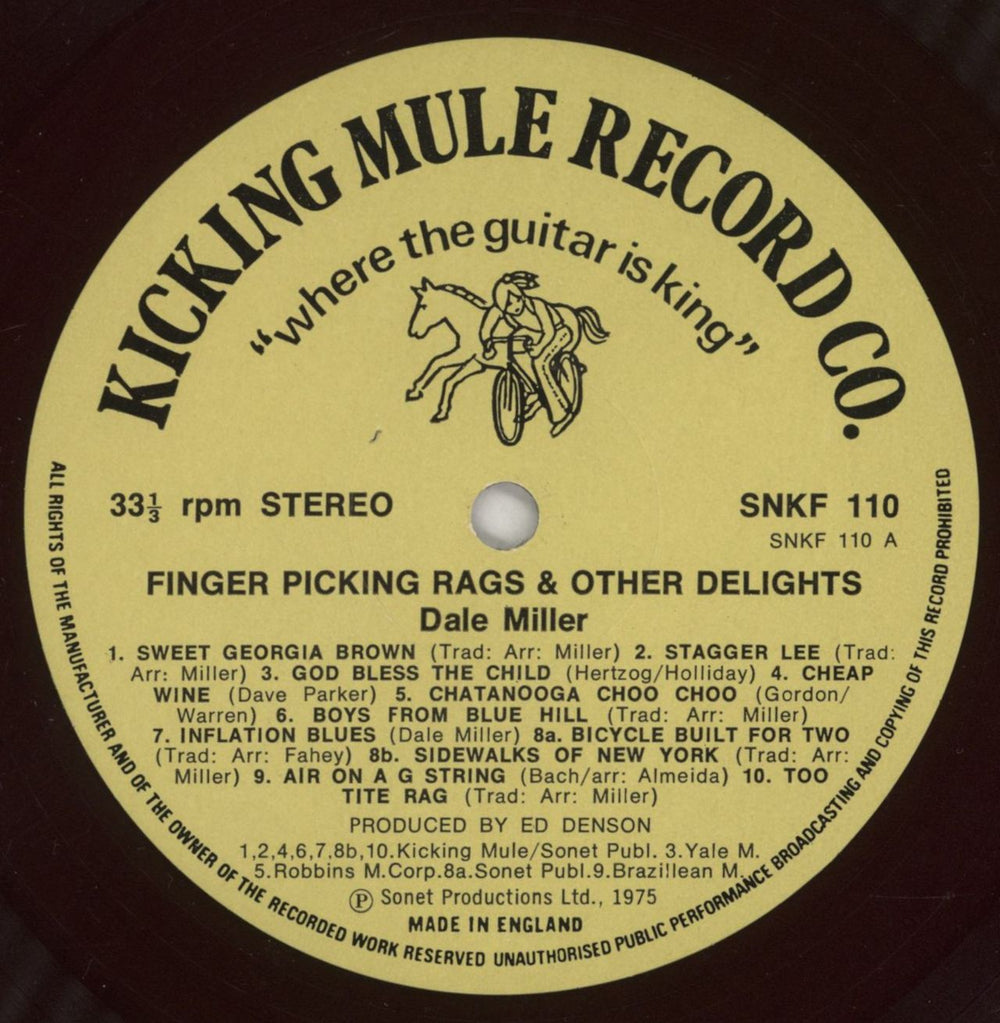 KICKING MULE RECORD CO.
“where the guitar is king”
33⅓ rpm STEREO
SNKF 110
SNKF 110 A
FINGER PICKING RAGS & OTHER DELIGHTS
Dale Miller
1. SWEET GEORGIA BROWN (Trad: Arr: Miller) 2. STAGGER LEE (Trad:
Arr: Miller) 3. GOD BLESS THE CHILD (Hertzog/Holliday) 4. CHEAP
WINE (Dave Parker) 5. CHATANOOGA CHOO CHOO (Gordon/
Warren) 6. BOYS FROM BLUE HILL (Trad: Arr: Miller)
7. INFLATION BLUES (Dale Miller) 8a. BICYCLE BUILT FOR TWO
(Trad: Arr: Fahey) 8b. SIDEWALKS OF NEW YORK (Trad: Arr:
Miller) 9. AIR ON A G STRING (Bach/arr: Almeida) 10. TOO
TITE RAG (Trad: Arr: Miller)
PRODUCED BY ED DENSON
1,2,4,6,7,8b,10.Kicking Mule/Sonet Publ. 3.Yale M.
5.Robbins M.Corp.8a.Sonet Publ.9.Brazillean M.
Ⓟ Sonet Productions Ltd., 1975
MADE IN ENGLAND
ALL RIGHTS OF THE MANUFACTURER AND OF THE OWNER OF THE RECORDED WORK RESERVED UNAUTHORISED PUBLIC PERFORMANCE BROADCASTING AND COPYING OF THIS RECORD PROHIBITED